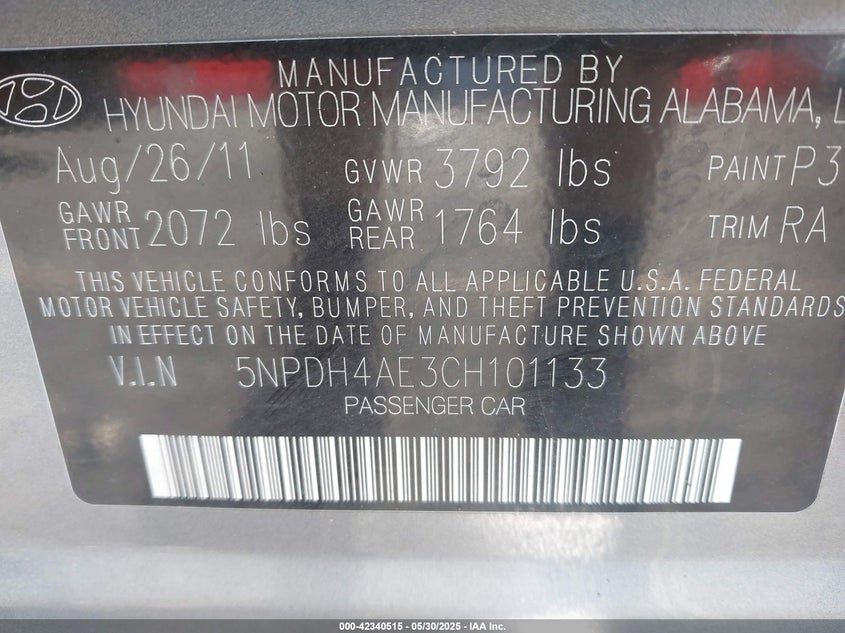 MANUFACTURED BY
HYUNDAI MOTOR MANUFACTURING ALABAMA,
Aug/26/11 GVWR 3792 lbs PAINT P3
GAWR FRONT 2072 lbs GAWR REAR 1764 lbs TRIM RA
THIS VEHICLE CONFORMS TO ALL APPLICABLE U.S.A. FEDERAL
MOTOR VEHICLE SAFETY, BUMPER, AND THEFT PREVENTION STANDARDS
IN EFFECT ON THE DATE OF MANUFACTURE SHOWN ABOVE
V.I.N 5NPDH4AE3CH101133
PASSENGER CAR
000-42340515 - 05/30/2025 - IAA Inc.